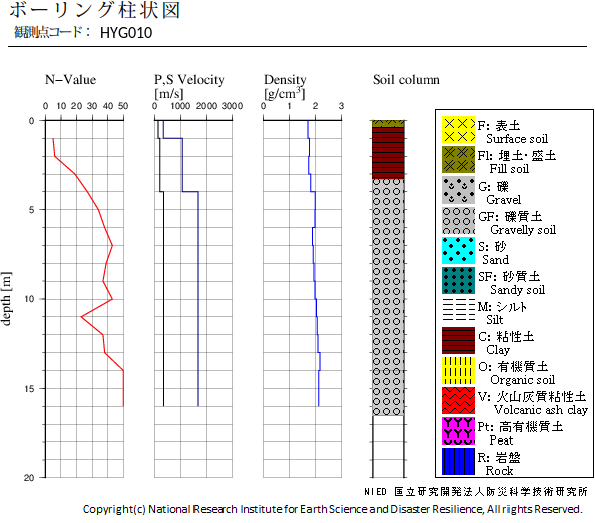 ボーリング柱状図
観測点コード： HYG010
N−Value
P,S Velocity
[m/s]
Density
[g/cm3]
Soil column
0 10 20 30 40 50
0 1000 2000 3000
0 1 2 3
0
5
10
15
20
depth [m]
F: 表土
Surface soil
Fl: 埋土・盛土
Fill soil
G: 礫
Gravel
GF: 礫質土
Gravelly soil
S: 砂
Sand
SF: 砂質土
Sandy soil
M: シルト
Silt
C: 粘性土
Clay
O: 有機質土
Organic soil
V: 火山灰質粘性土
Volcanic ash clay
Pt: 高有機質土
Peat
R: 岩盤
Rock
NIED 国立研究開発法人防災科学技術研究所
Copyright(c) National Research Institute for Earth Science and Disaster Resilience, All rights Reserved.